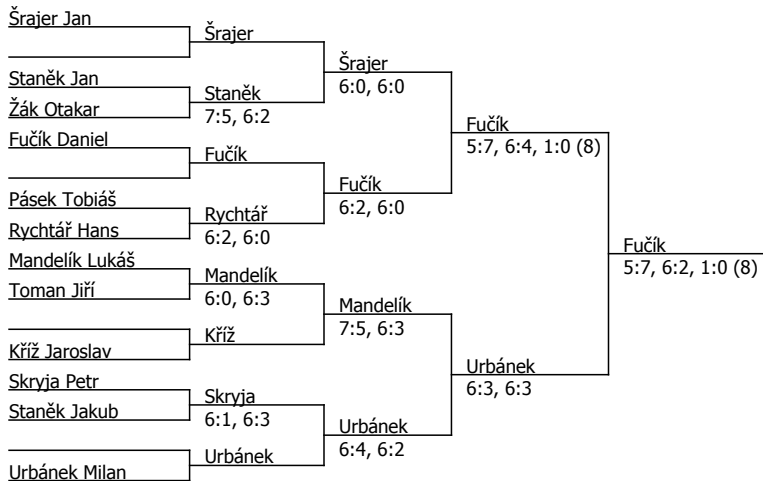 Šrajer Jan
Staněk Jan
Žák Otakar
Fučík Daniel
Pásek Tobiáš
Rychtář Hans
Mandelík Lukáš
Toman Jiří
Kříž Jaroslav
Skryja Petr
Staněk Jakub
Urbánek Milan
Šrajer
Staněk
7:5, 6:2
Fučík
Rychtář
6:2, 6:0
Mandelík
6:0, 6:3
Kříž
Skryja
6:1, 6:3
Urbánek
Šrajer
6:0, 6:0
Fučík
6:2, 6:0
Mandelík
7:5, 6:3
Urbánek
6:4, 6:2
Fučík
5:7, 6:4, 1:0 (8)
Urbánek
6:3, 6:3
Fučík
5:7, 6:2, 1:0 (8)